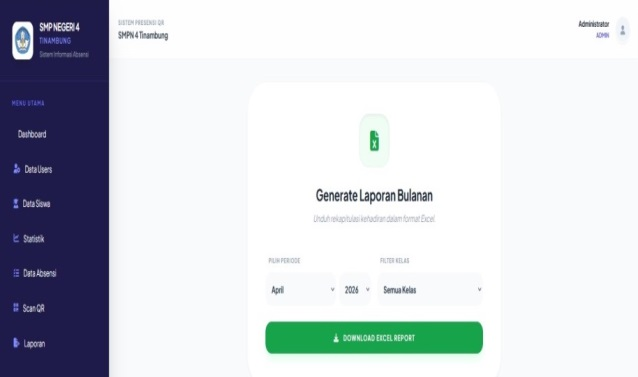 SMP NEGERI 4
TINAMBUNG
Sistem Informasi Absensi
SISTEM PRESENSI QR
SMPN 4 Tinambung
Administrator
ADMIN
MENU UTAMA
Dashboard
Data Users
Data Siswa
Statistik
Data Absensi
Scan QR
Laporan
Generate Laporan Bulanan
Unduh rekapitulasi kehadiran dalam format Excel.
PILIH PERIODE
FILTER KELAS
April
2026
Semua Kelas
DOWNLOAD EXCEL REPORT